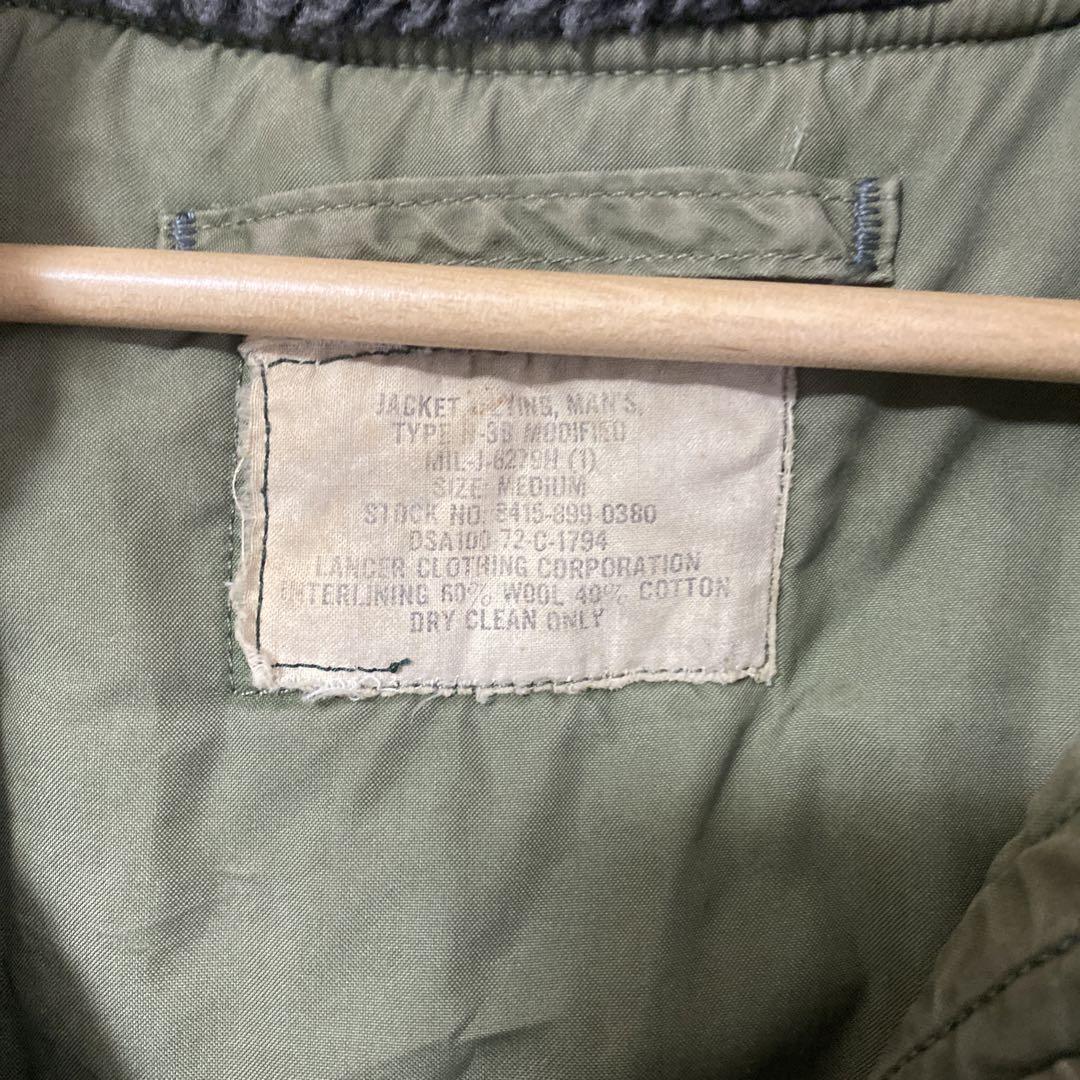 JACKET FLYING, MAN'S,
TYPE N-3B MODIFIED
MIL-J-6279H (1)
SIZE: MEDIUM
STOCK NO. 8415-899-0380
DSA100-72-C-1794
LANCER CLOTHING CORPORATION
INTERLINING 60% WOOL 40% COTTON
DRY CLEAN ONLY